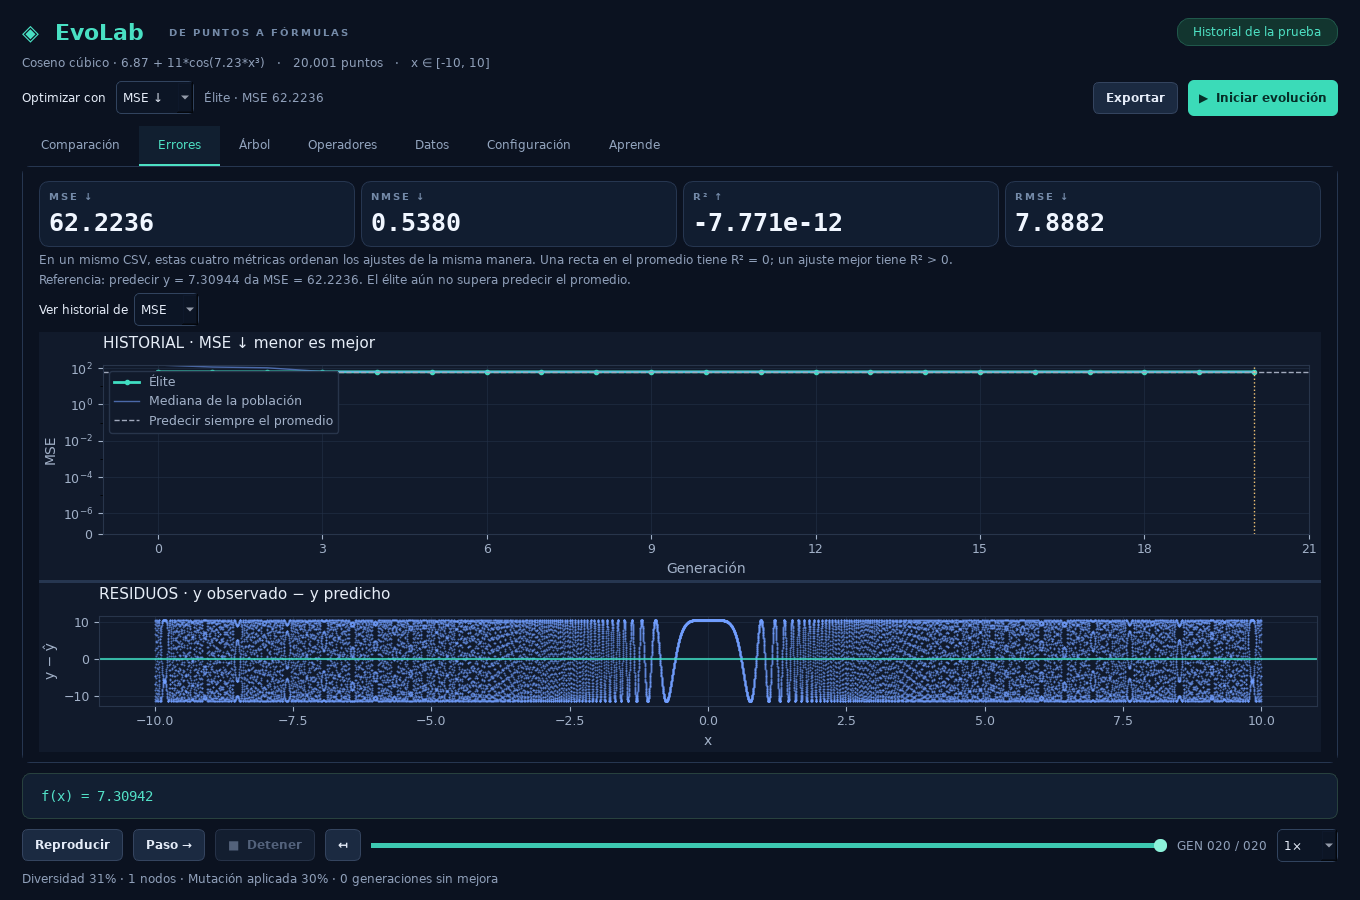 ◈ EvoLab DE PUNTOS A FÓRMULAS Historial de la prueba
Coseno cúbico · 6.87 + 11*cos(7.23*x³) · 20,001 puntos · x ∈ [-10, 10]
Optimizar con MSE ↓ Élite · MSE 62.2236 Exportar ▶ Iniciar evolución
Comparación Errores Árbol Operadores Datos Configuración Aprende
MSE ↓ NMSE ↓ R² ↑ RMSE ↓
62.2236 0.5380 -7.771e-12 7.8882
En un mismo CSV, estas cuatro métricas ordenan los ajustes de la misma manera. Una recta en el promedio tiene R² = 0; un ajuste mejor tiene R² > 0.
Referencia: predecir y = 7.30944 da MSE = 62.2236. El élite aún no supera predecir el promedio.
Ver historial de MSE
HISTORIAL · MSE ↓ menor es mejor
10²
10⁰
10⁻²
10⁻⁴
10⁻⁶
0
MSE
Élite
Mediana de la población
Predecir siempre el promedio
0 3 6 9 12 15 18 21
Generación
RESIDUOS · y observado − y predicho
10
0
−10
y − ŷ
−10.0 −7.5 −5.0 −2.5 0.0 2.5 5.0 7.5 10.0
x
f(x) = 7.30942
Reproducir Paso → ■ Detener ↤ GEN 020 / 020 1×
Diversidad 31% · 1 nodos · Mutación aplicada 30% · 0 generaciones sin mejora